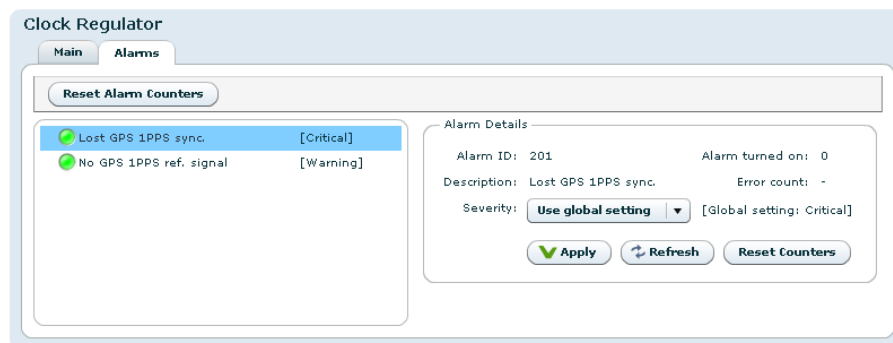 Clock Regulator
Main
Alarms
Reset Alarm Counters
Lost GPS 1PPS sync. [Critical]
No GPS 1PPS ref. signal [Warning]
Alarm Details
Alarm ID: 201 Alarm turned on: 0
Description: Lost GPS 1PPS sync. Error count: -
Severity: Use global setting [Global setting: Critical]
Apply Refresh Reset Counters